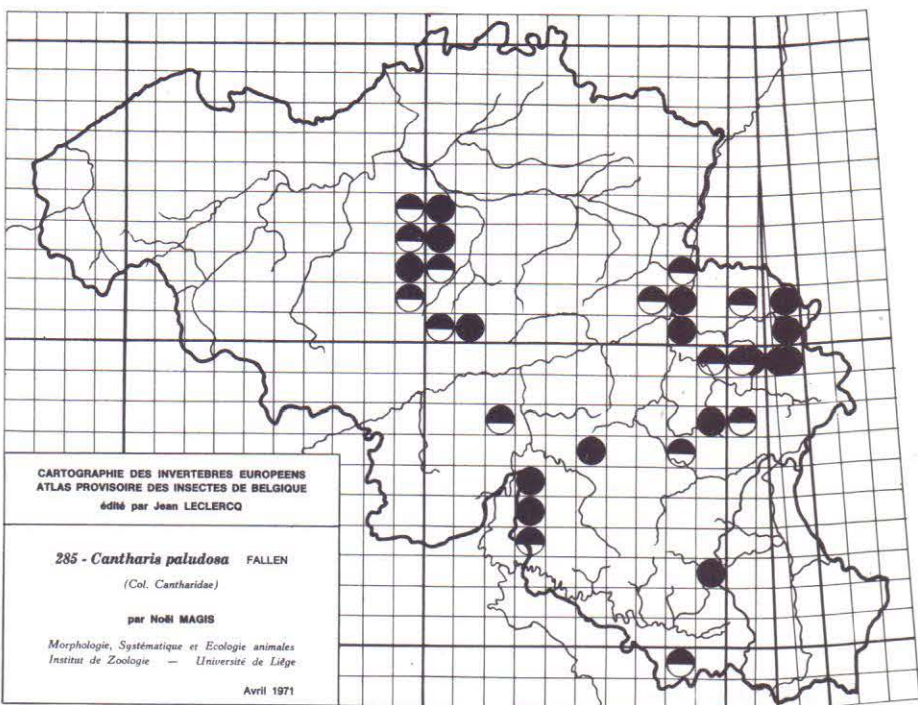 CARTOGRAPHIE DES INVERTEBRES EUROPEENS
ATLAS PROVISOIRE DES INSECTES DE BELGIQUE
édité par Jean LECLERCQ
285 - Cantharis paludosa FALLEN
(Col. Cantharidae)
par Noël MAGIS
Morphologie, Systématique et Ecologie animales
Institut de Zoologie — Université de Liège
Avril 1971